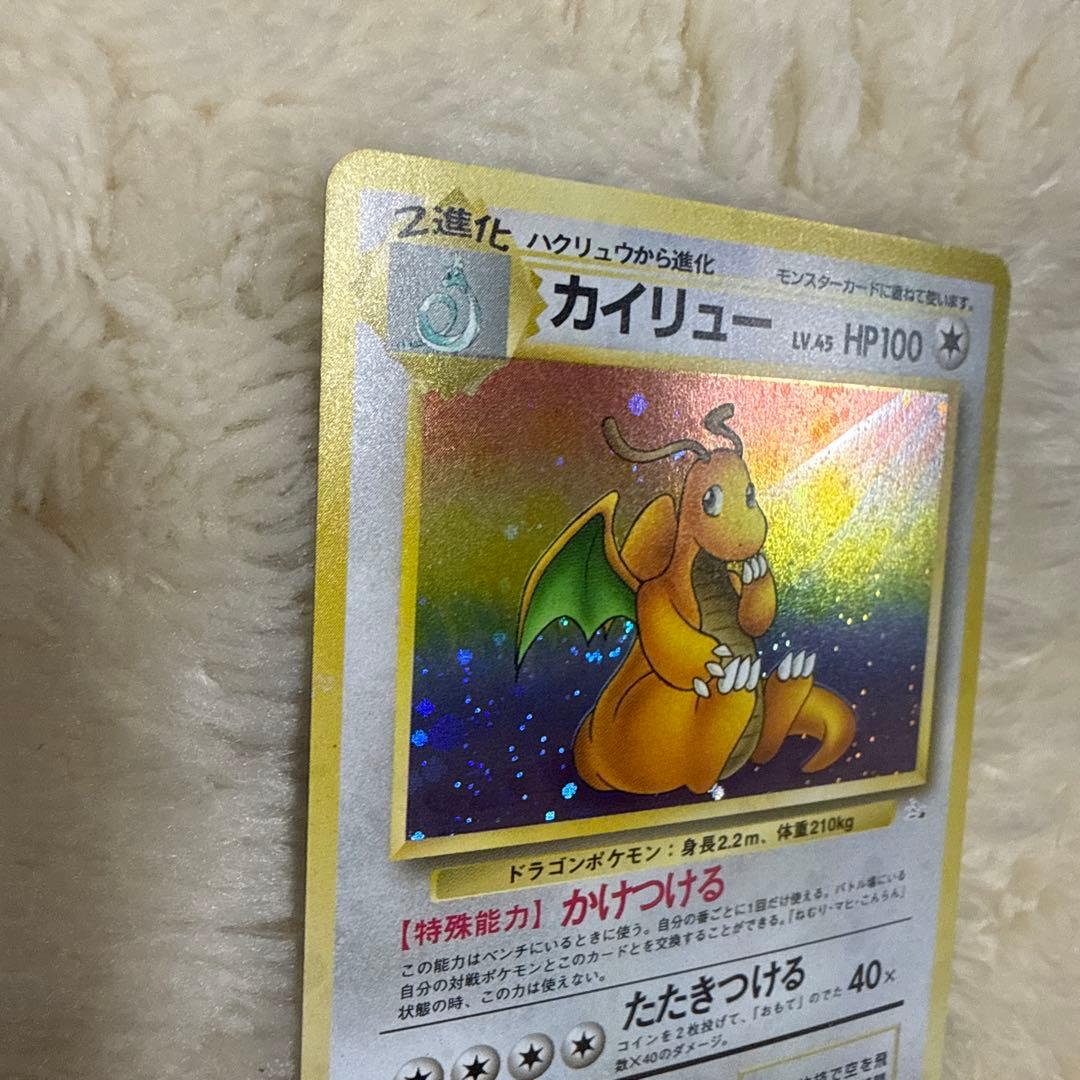 2進化 ハクリュウから進化 モンスターカードに重ねて使います。
カイリュー LV.45 HP100
ドラゴンポケモン：身長2.2m、体重210kg
【特殊能力】かけつける
この能力はベンチにいるときに使う。自分の番ごとに1回だけ使える。バトル場にいる
自分の対戦ポケモンとこのカードとを交換することができる。「ねむり・マヒ・こんらん」
状態の時、この力は使えない。
たたきつける 40×
コインを2枚投げて、「おもて」のでた
数×40のダメージ。
で空を飛